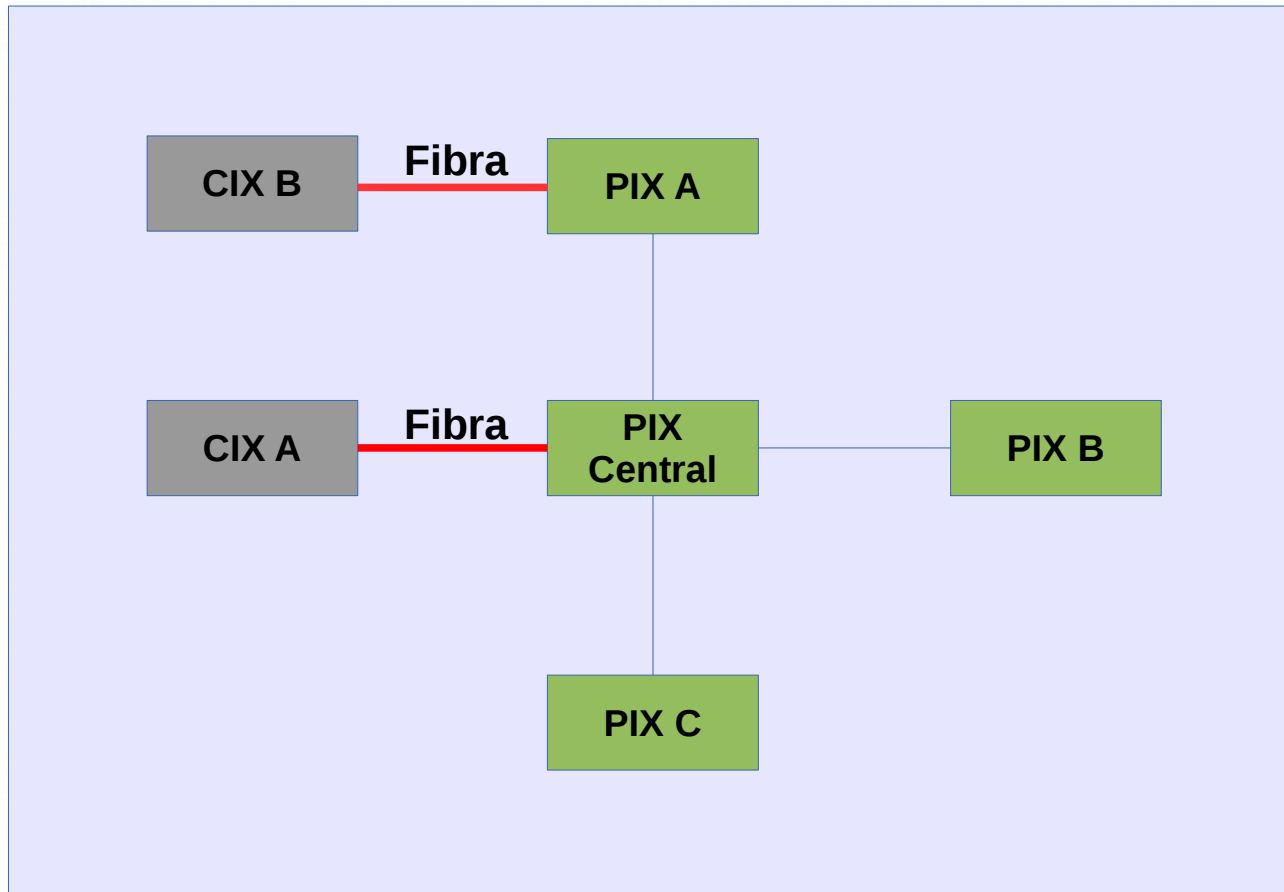 CIX B
Fibra
PIX A
CIX A
Fibra
PIX
Central
PIX B
PIX C